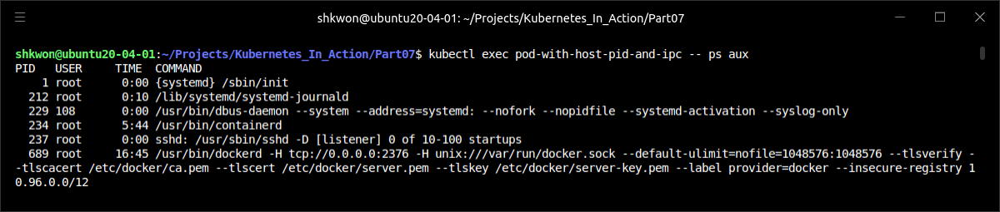 shkwon@ubuntu20-04-01: ~/Projects/Kubernetes_In_Action/Part07
shkwon@ubuntu20-04-01:~/Projects/Kubernetes_In_Action/Part07$ kubectl exec pod-with-host-pid-and-ipc -- ps aux
PID   USER     TIME  COMMAND
    1 root      0:00 {systemd} /sbin/init
  212 root      0:10 /lib/systemd/systemd-journald
  229 108       0:00 /usr/bin/dbus-daemon --system --address=systemd: --nofork --nopidfile --systemd-activation --syslog-only
  234 root      5:44 /usr/bin/containerd
  237 root      0:00 sshd: /usr/sbin/sshd -D [listener] 0 of 10-100 startups
  689 root     16:45 /usr/bin/dockerd -H tcp://0.0.0.0:2376 -H unix:///var/run/docker.sock --default-ulimit=nofile=1048576:1048576 --tlsverify -
-tlscacert /etc/docker/ca.pem --tlscert /etc/docker/server.pem --tlskey /etc/docker/server-key.pem --label provider=docker --insecure-registry 1
0.96.0.0/12